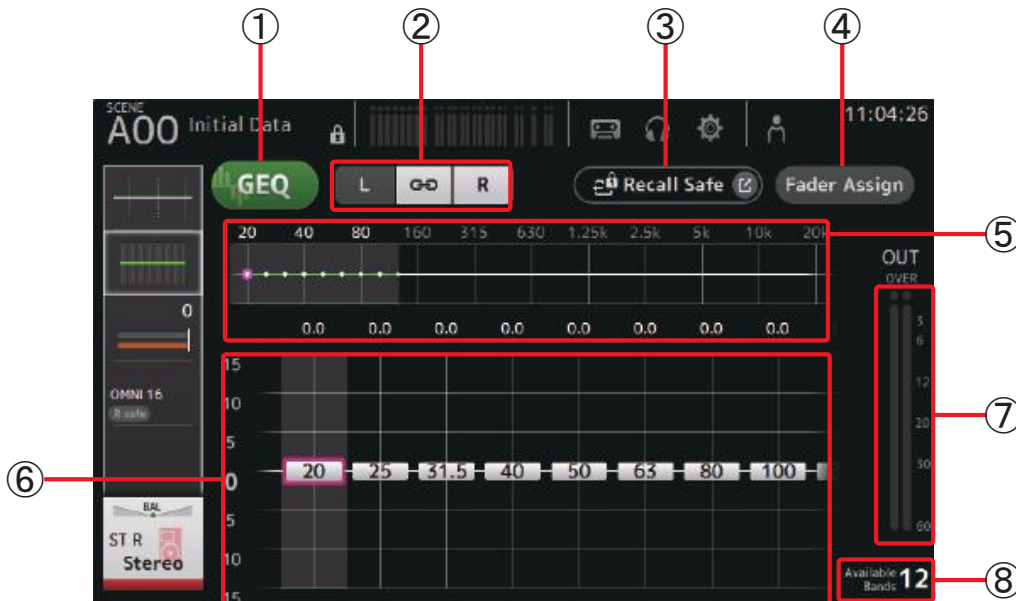 ① ② ③ ④
SCENE
A00 Initial Data
11:04:26
GEQ
L R
Recall Safe
Fader Assign
20 40 80 160 315 630 1.25k 2.5k 5k 10k 20k
⑤
OUT
OVER
0
0.0 0.0 0.0 0.0 0.0 0.0 0.0 0.0
3
6
12
20
30
60
⑦
OMNI 16
R safe
15
10
5
0
5
10
15
⑥
20 25 31.5 40 50 63 80 100
BAL
ST R
Stereo
Available
Bands 12
⑧